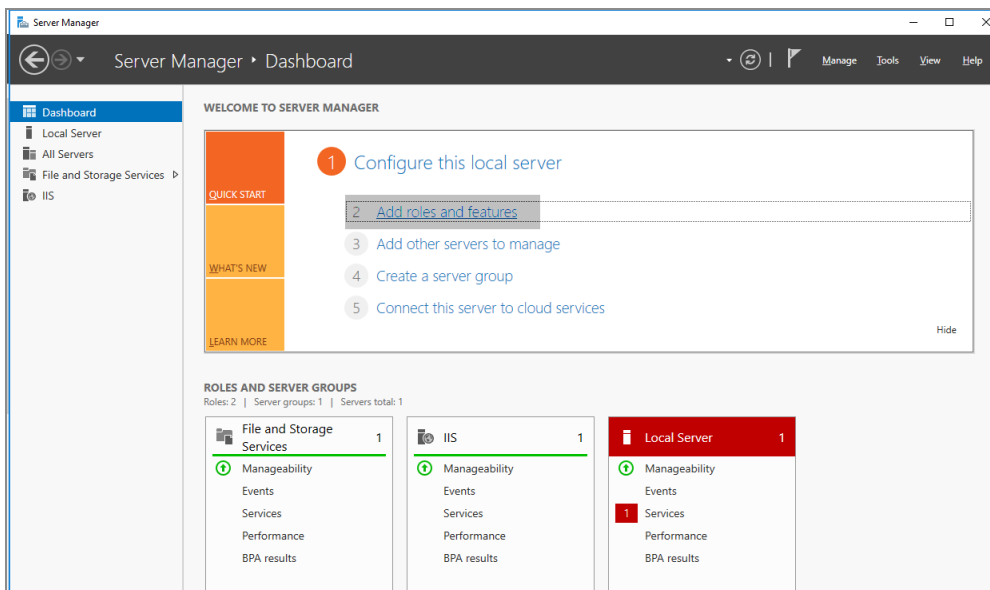 Server Manager
Server Manager ‣ Dashboard
Manage Tools View Help
Dashboard
Local Server
All Servers
File and Storage Services
IIS
WELCOME TO SERVER MANAGER
QUICK START
WHAT'S NEW
LEARN MORE
1 Configure this local server
2 Add roles and features
3 Add other servers to manage
4 Create a server group
5 Connect this server to cloud services
Hide
ROLES AND SERVER GROUPS
Roles: 2 | Server groups: 1 | Servers total: 1
File and Storage
Services 1
Manageability
Events
Services
Performance
BPA results
IIS 1
Manageability
Events
Services
Performance
BPA results
Local Server 1
Manageability
Events
1 Services
Performance
BPA results